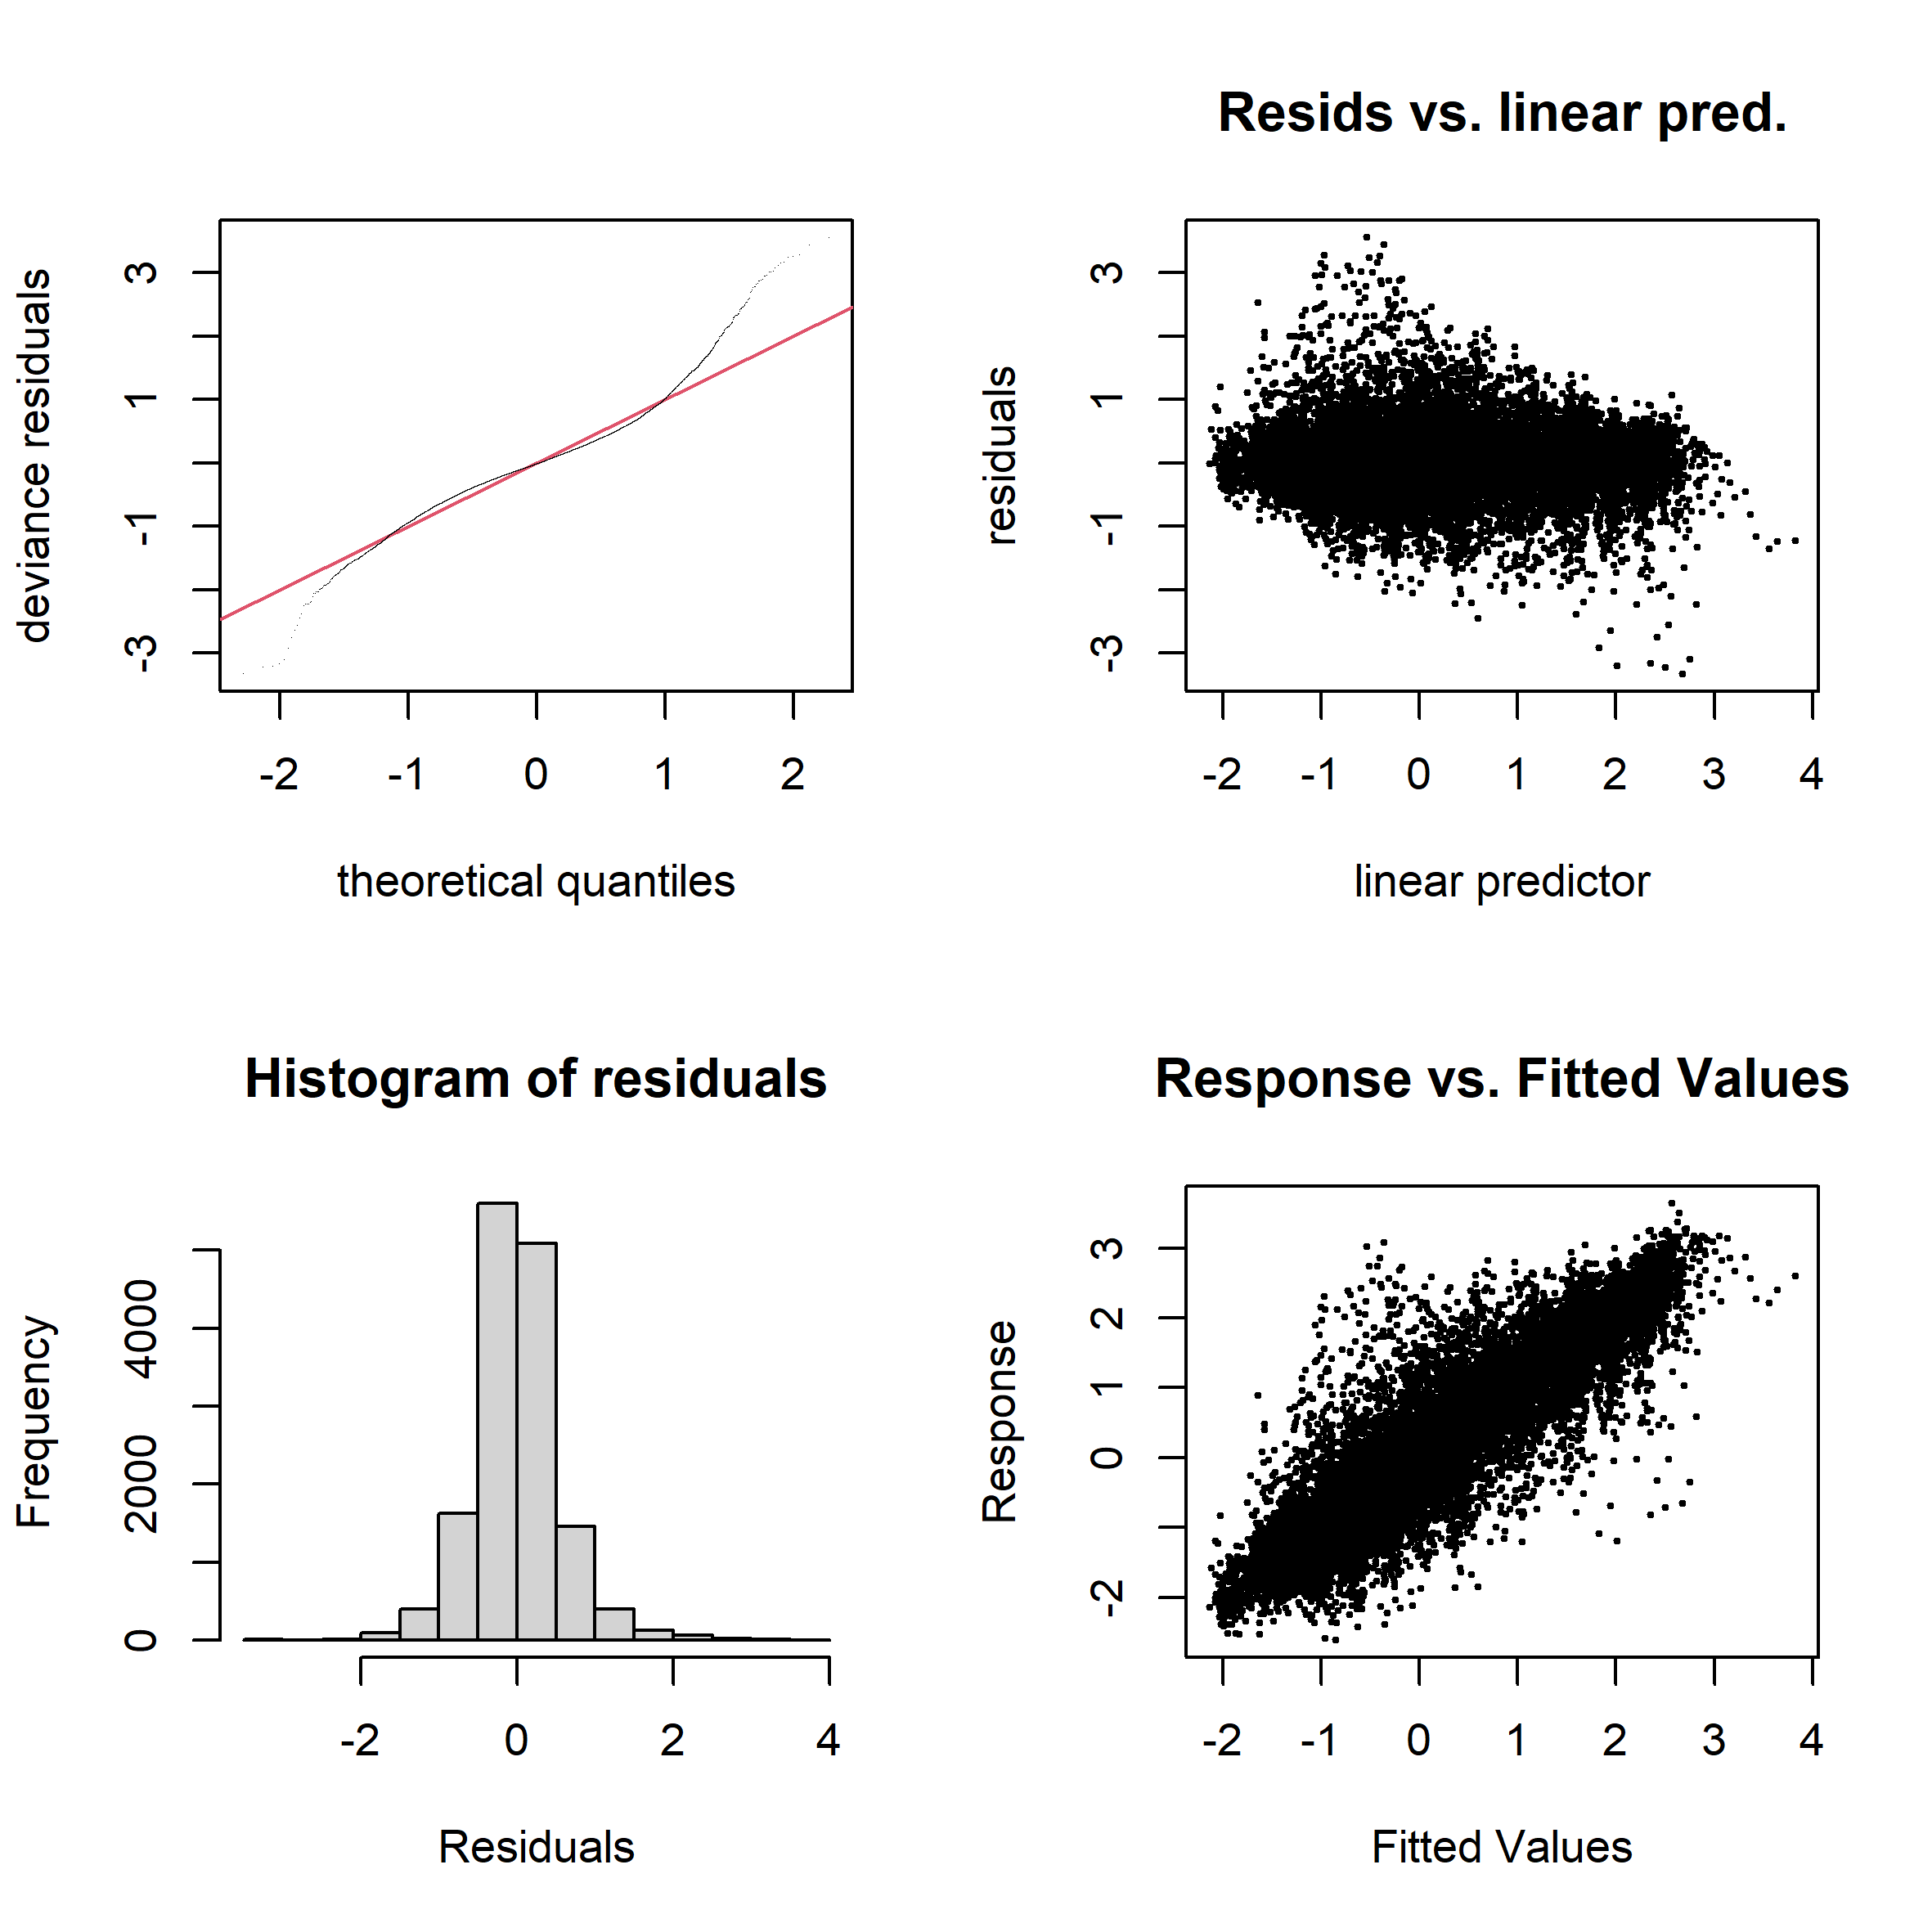 deviance residuals
3
1
-1
-3
-2 -1 0 1 2
theoretical quantiles
Resids vs. linear pred.
residuals
3
1
-1
-3
-2 -1 0 1 2 3 4
linear predictor
Histogram of residuals
Frequency
4000
2000
0
-2 0 2 4
Residuals
Response vs. Fitted Values
Response
3
2
1
0
-2
-2 -1 0 1 2 3 4
Fitted Values